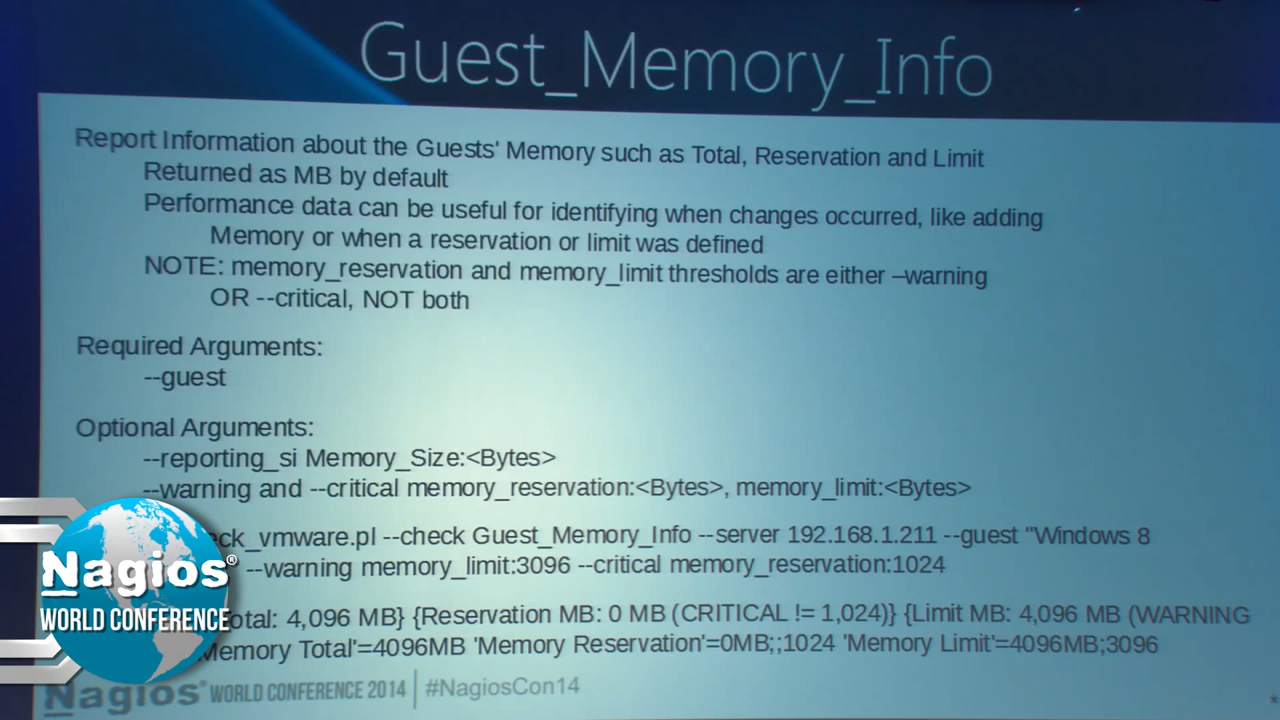 Guest_Memory_Info
Report Information about the Guests' Memory such as Total, Reservation and Limit
Returned as MB by default
Performance data can be useful for identifying when changes occurred, like adding
Memory or when a reservation or limit was defined
NOTE: memory_reservation and memory_limit thresholds are either –warning
OR --critical, NOT both
Required Arguments:
--guest
Optional Arguments:
--reporting_si Memory_Size:<Bytes>
--warning and --critical memory_reservation:<Bytes>, memory_limit:<Bytes>
eck_vmware.pl --check Guest_Memory_Info --server 192.168.1.211 --guest "Windows 8
--warning memory_limit:3096 --critical memory_reservation:1024
otal: 4,096 MB} {Reservation MB: 0 MB (CRITICAL != 1,024)} {Limit MB: 4,096 MB (WARNING
Memory Total'=4096MB 'Memory Reservation'=0MB;;1024 'Memory Limit'=4096MB;3096
Nagios®
WORLD CONFERENCE
Nagios® WORLD CONFERENCE 2014 #NagiosCon14